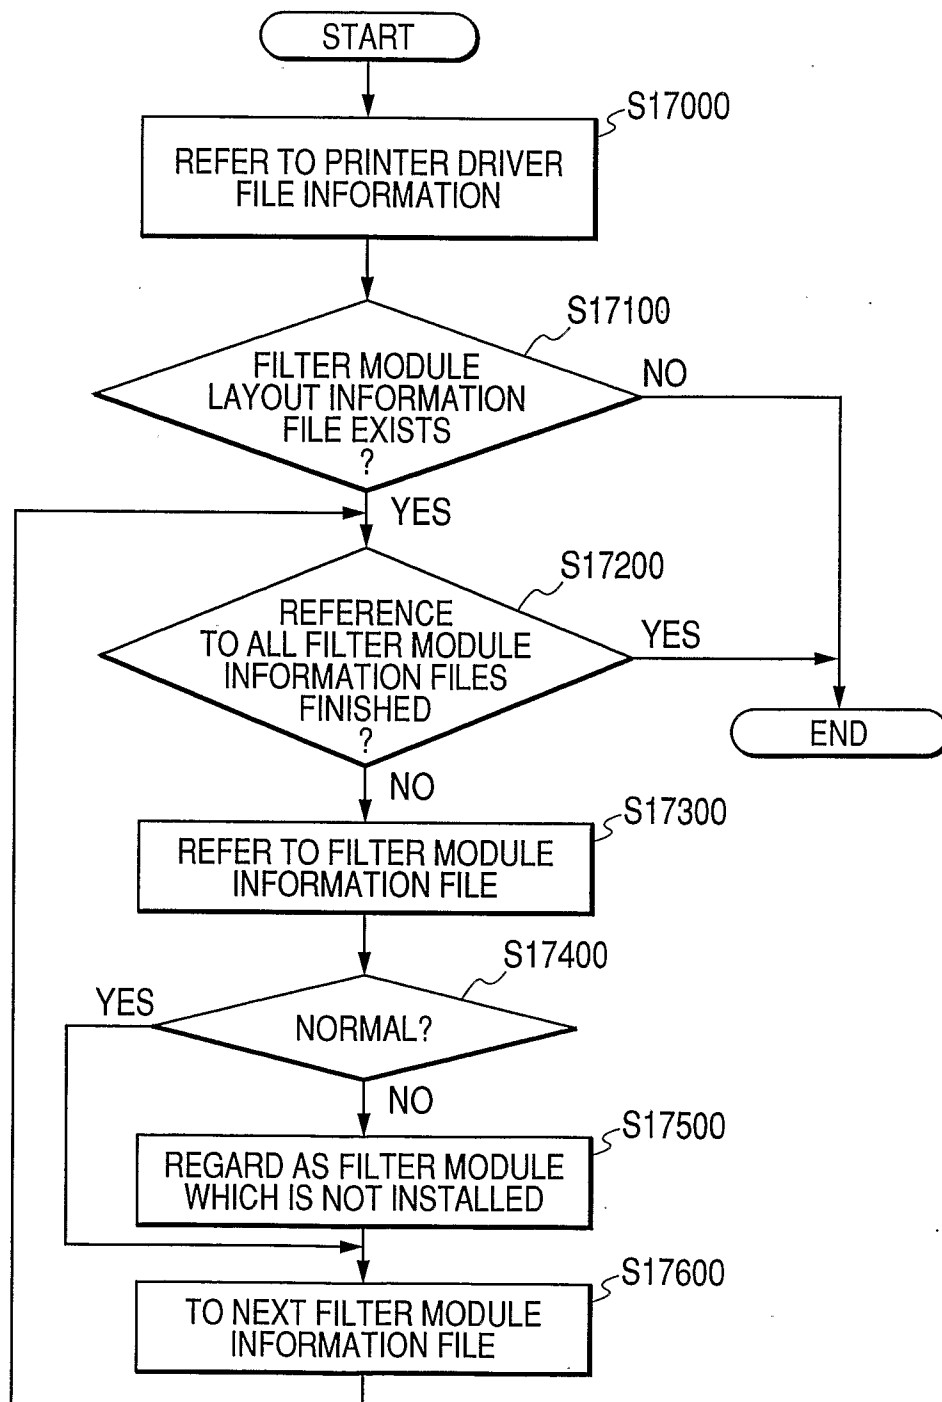 START
S17000
REFER TO PRINTER DRIVER
FILE INFORMATION
S17100
FILTER MODULE
LAYOUT INFORMATION
FILE EXISTS
?
NO
YES
S17200
REFERENCE
TO ALL FILTER MODULE
INFORMATION FILES
FINISHED
?
YES
END
NO
S17300
REFER TO FILTER MODULE
INFORMATION FILE
S17400
YES
NORMAL?
NO
S17500
REGARD AS FILTER MODULE
WHICH IS NOT INSTALLED
S17600
TO NEXT FILTER MODULE
INFORMATION FILE